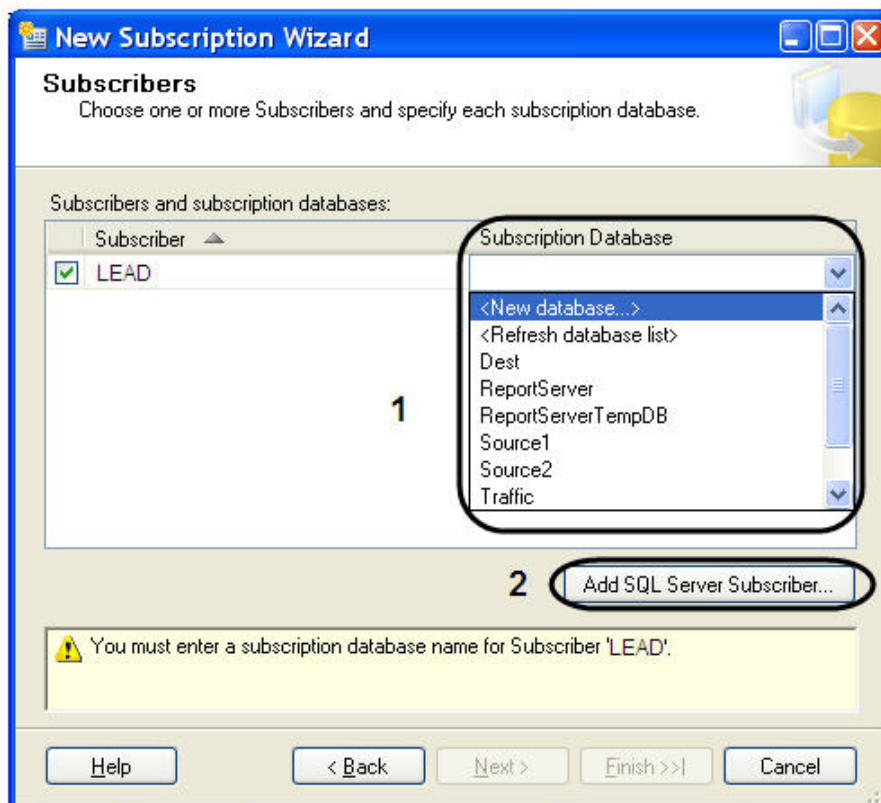 New Subscription Wizard
Subscribers
Choose one or more Subscribers and specify each subscription database.
Subscribers and subscription databases:
Subscriber
Subscription Database
LEAD
<New database...>
<Refresh database list>
Dest
ReportServer
ReportServerTempDB
Source1
Source2
Traffic
1
2
Add SQL Server Subscriber...
You must enter a subscription database name for Subscriber 'LEAD'.
Help
< Back
Next >
Finish >>|
Cancel